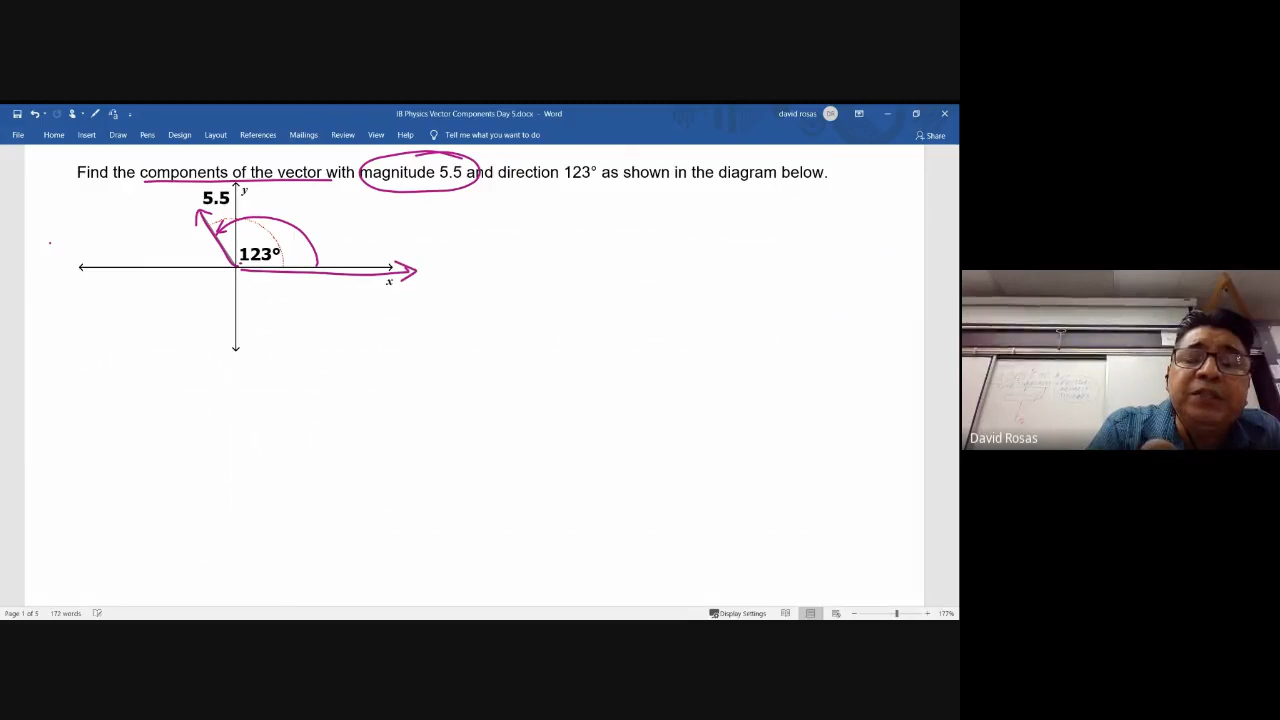 IB Physics Vector Components Day 5.docx - Word
david rosas
DR
File Home Insert Draw Pens Design Layout References Mailings Review View Help Tell me what you want to do
Share
Find the components of the vector with magnitude 5.5 and direction 123° as shown in the diagram below.
y
5.5
123°
x
David Rosas
Page 1 of 5 172 words
Display Settings
177%